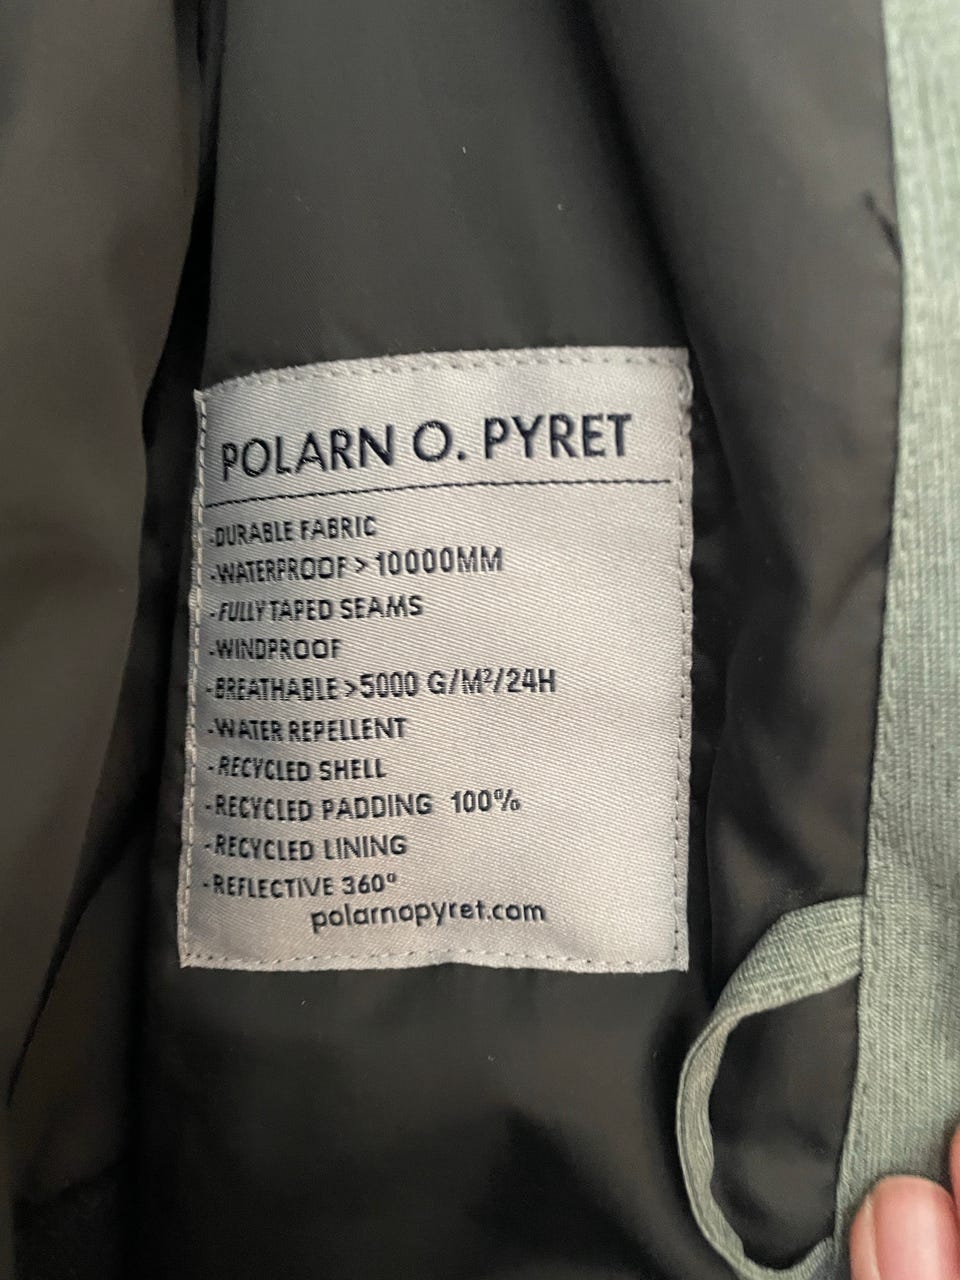 POLARN O. PYRET
-DURABLE FABRIC
-WATERPROOF > 10000MM
-FULLY TAPED SEAMS
-WINDPROOF
-BREATHABLE >5000 G/M²/24H
-WATER REPELLENT
-RECYCLED SHELL
-RECYCLED PADDING 100%
-RECYCLED LINING
-REFLECTIVE 360°
polarnopyret.com